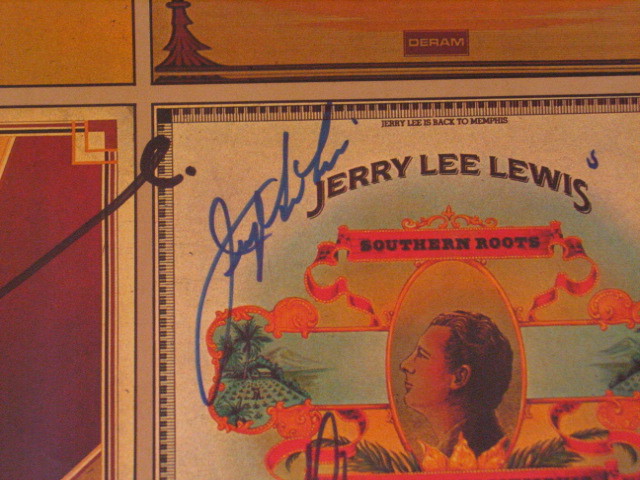 DERAM
JERRY LEE IS BACK TO MEMPHIS
JERRY LEE LEWIS
SOUTHERN ROOTS